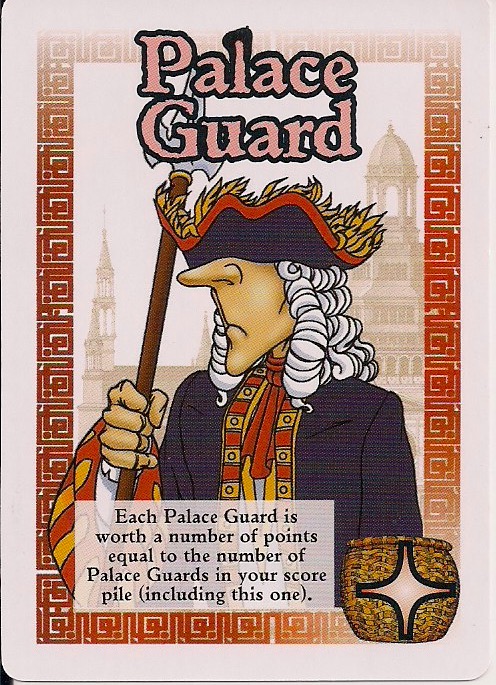 Palace
Guard
Each Palace Guard is
worth a number of points
equal to the number of
Palace Guards in your score
pile (including this one).